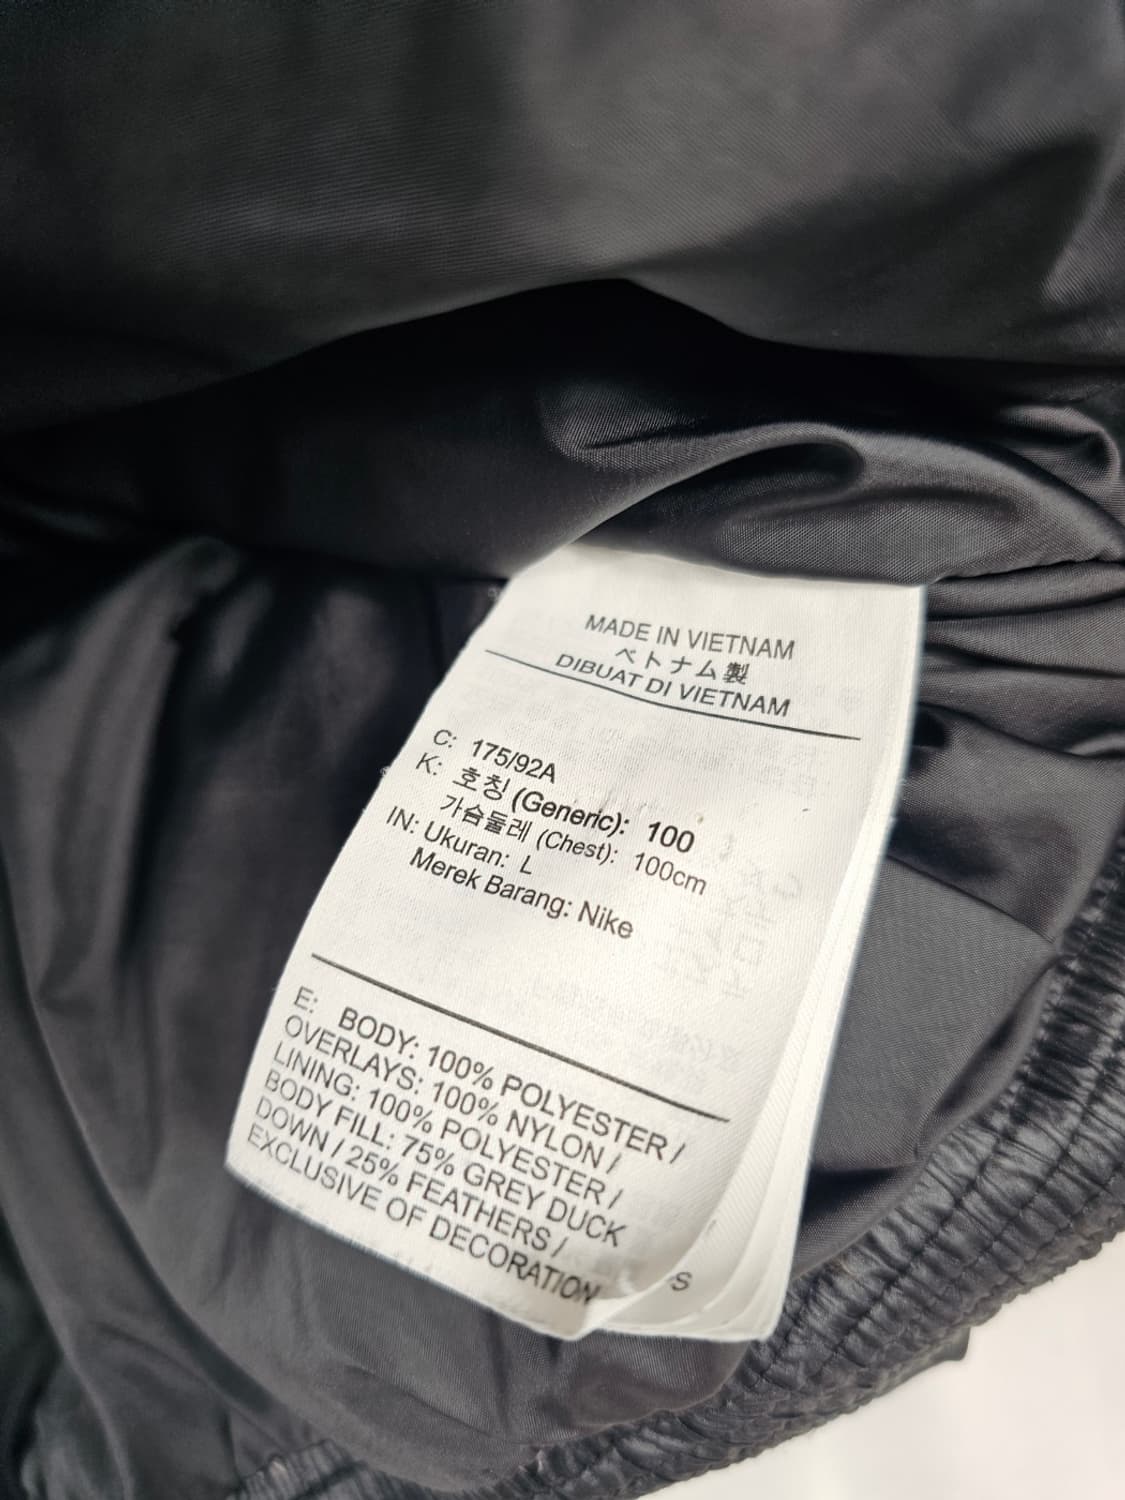 MADE IN VIETNAM
ベトナム製
DIBUAT DI VIETNAM
C: 175/92A
K: 호칭 (Generic): 100
가슴둘레 (Chest): 100cm
IN: Ukuran: L
Merek Barang: Nike
E: BODY: 100% POLYESTER /
OVERLAYS: 100% NYLON /
LINING: 100% POLYESTER /
BODY FILL: 75% GREY DUCK
DOWN / 25% FEATHERS /
EXCLUSIVE OF DECORATION
S